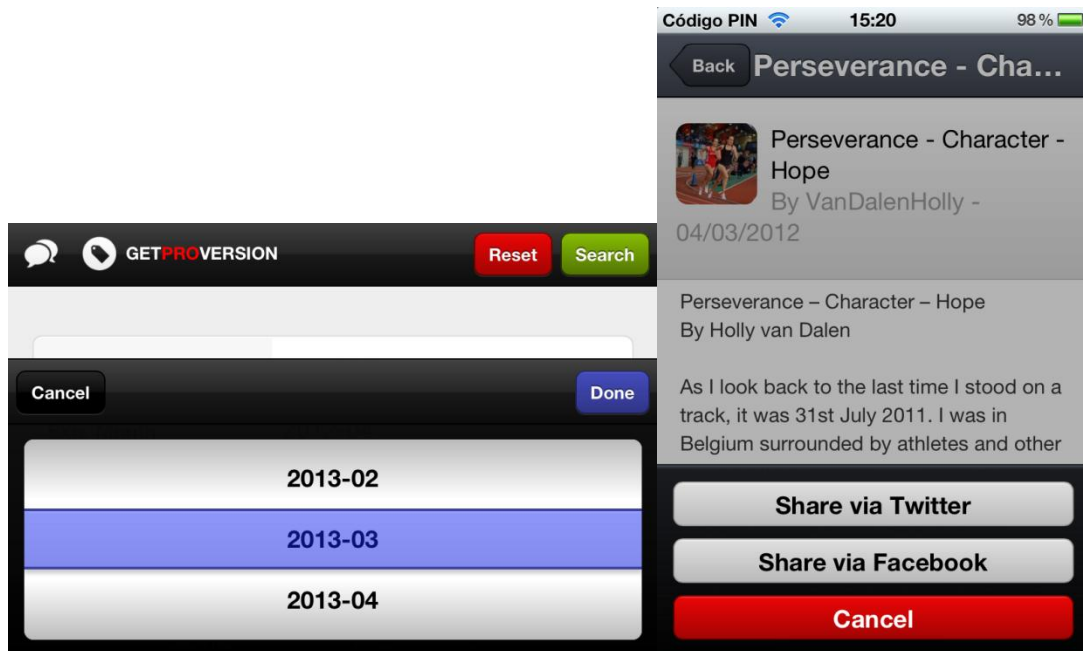 GETPROVERSION
Reset
Search
Cancel
Done
2013-02
2013-03
2013-04
Código PIN
15:20
98 %
Back
Perseverance - Cha...
Perseverance - Character -
Hope
By VanDalenHolly -
04/03/2012
Perseverance – Character – Hope
By Holly van Dalen
As I look back to the last time I stood on a
track, it was 31st July 2011. I was in
Belgium surrounded by athletes and other
Share via Twitter
Share via Facebook
Cancel